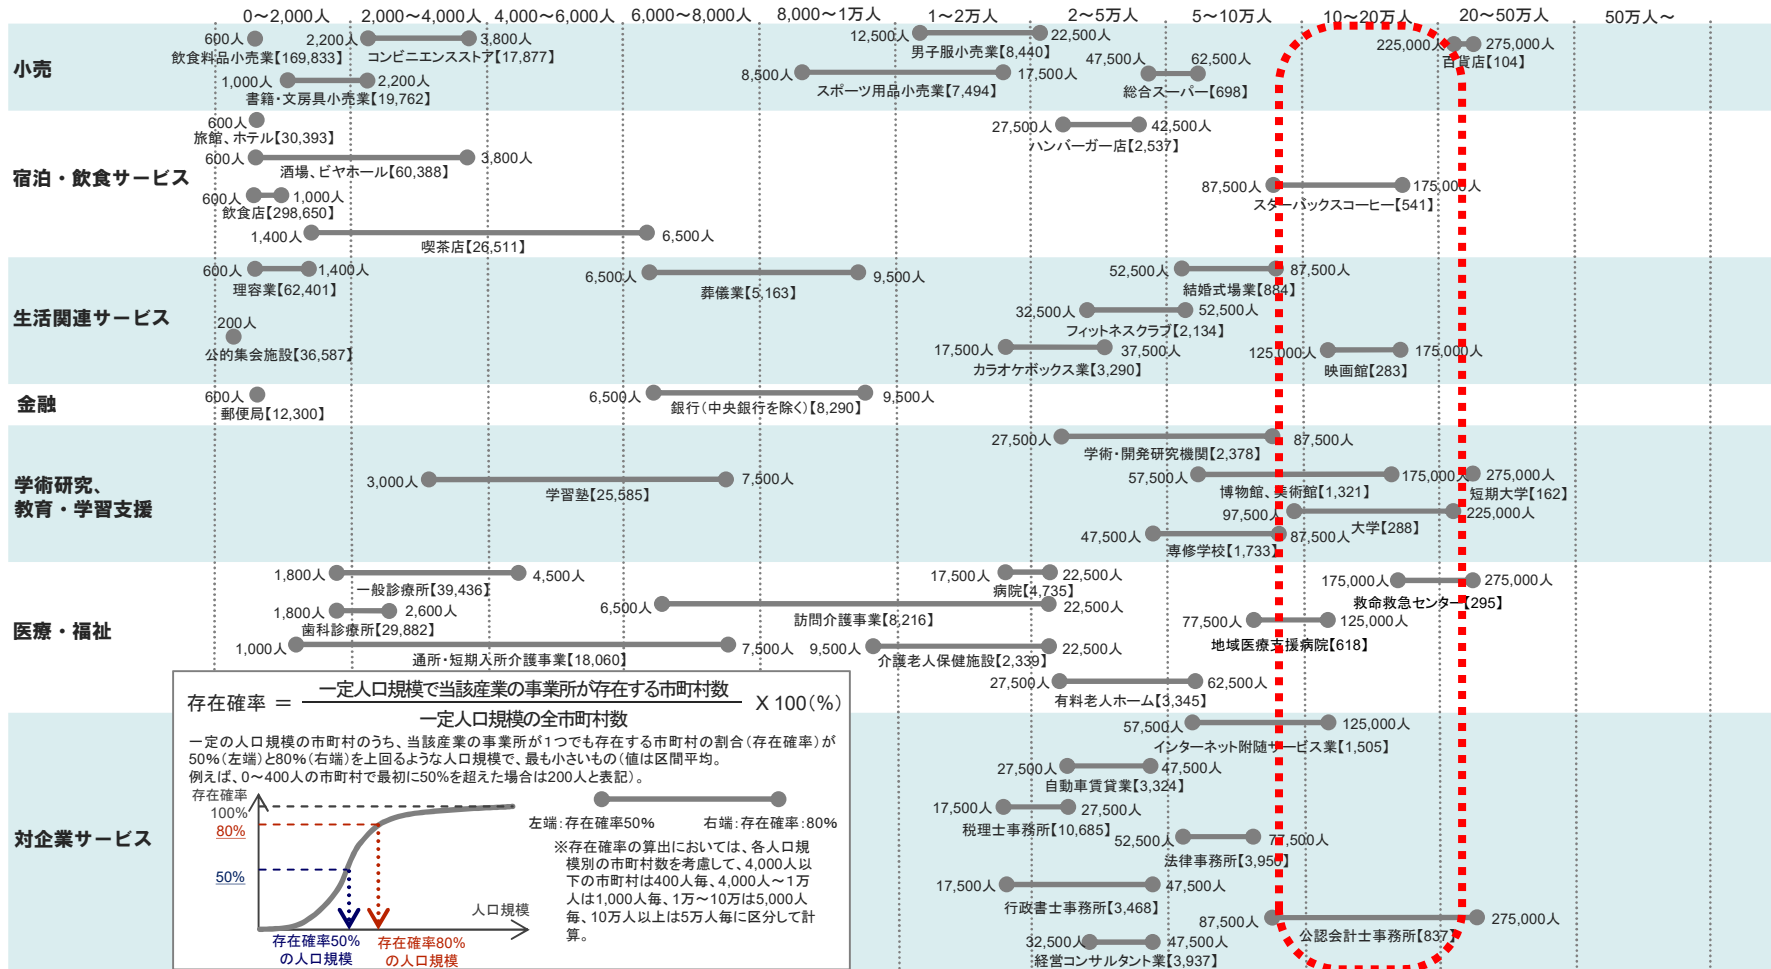 0～2,000人 2,000～4,000人 4,000～6,000人 6,000～8,000人 8,000～1万人 1～2万人 2～5万人 5～10万人 10～20万人 20～50万人 50万人～
小売
600人
飲食料品小売業【169,833】
2,200人 3,800人
コンビニエンスストア【17,877】
1,000人 2,200人
書籍・文房具小売業【19,762】
12,500人 22,500人
男子服小売業【8,440】
8,500人 17,500人
スポーツ用品小売業【7,494】
47,500人 62,500人
総合スーパー【698】
225,000人 275,000人
百貨店【104】
宿泊・飲食サービス
600人
旅館、ホテル【30,393】
600人 3,800人
酒場、ビヤホール【60,388】
600人 1,000人
飲食店【298,650】
1,400人 6,500人
喫茶店【26,511】
27,500人 42,500人
ハンバーガー店【2,537】
87,500人 175,000人
スターバックスコーヒー【541】
生活関連サービス
600人 1,400人
理容業【62,401】
200人
公的集会施設【36,587】
6,500人 9,500人
葬儀業【5,163】
52,500人 87,500人
結婚式場業【884】
32,500人 52,500人
フィットネスクラブ【2,134】
17,500人 37,500人
カラオケボックス業【3,290】
125,000人 175,000人
映画館【283】
金融
600人
郵便局【12,300】
6,500人 9,500人
銀行（中央銀行を除く）【8,290】
学術研究、
教育・学習支援
3,000人 7,500人
学習塾【25,585】
27,500人 87,500人
学術・開発研究機関【2,378】
57,500人 175,000人
博物館、美術館【1,321】
275,000人
短期大学【162】
97,500人 225,000人
大学【288】
47,500人 87,500人
専修学校【1,733】
医療・福祉
1,800人 4,500人
一般診療所【39,436】
1,800人 2,600人
歯科診療所【29,882】
1,000人 7,500人
通所・短期入所介護事業【18,060】
17,500人 22,500人
病院【4,735】
6,500人 22,500人
訪問介護事業【8,216】
9,500人 22,500人
介護老人保健施設【2,339】
27,500人 62,500人
有料老人ホーム【3,345】
175,000人 275,000人
救命救急センター【295】
77,500人 125,000人
地域医療支援病院【618】
対企業サービス
57,500人 125,000人
インターネット附随サービス業【1,505】
27,500人 47,500人
自動車賃貸業【3,324】
17,500人 27,500人
税理士事務所【10,685】
52,500人 77,500人
法律事務所【3,950】
17,500人 47,500人
行政書士事務所【3,468】
87,500人 275,000人
公認会計士事務所【837】
32,500人 47,500人
経営コンサルタント業【3,937】
存在確率 ＝ 一定人口規模で当該産業の事業所が存在する市町村数 X 100（%）
一定人口規模の全市町村数
一定の人口規模の市町村のうち、当該産業の事業所が１つでも存在する市町村の割合（存在確率）が
50%（左端）と80%（右端）を上回るような人口規模で、最も小さいもの（値は区間平均。
例えば、0～400人の市町村で最初に50%を超えた場合は200人と表記）。
存在確率
100%
80%
50%
人口規模
存在確率50%
の人口規模
存在確率80%
の人口規模
左端：存在確率50% 右端：存在確率：80%
※存在確率の算出においては、各人口規
模別の市町村数を考慮して、4,000人以
下の市町村は400人毎、4,000人～１万
人は1,000人毎、1万～10万は5,000人
毎、10万人以上は5万人毎に区分して計
算。